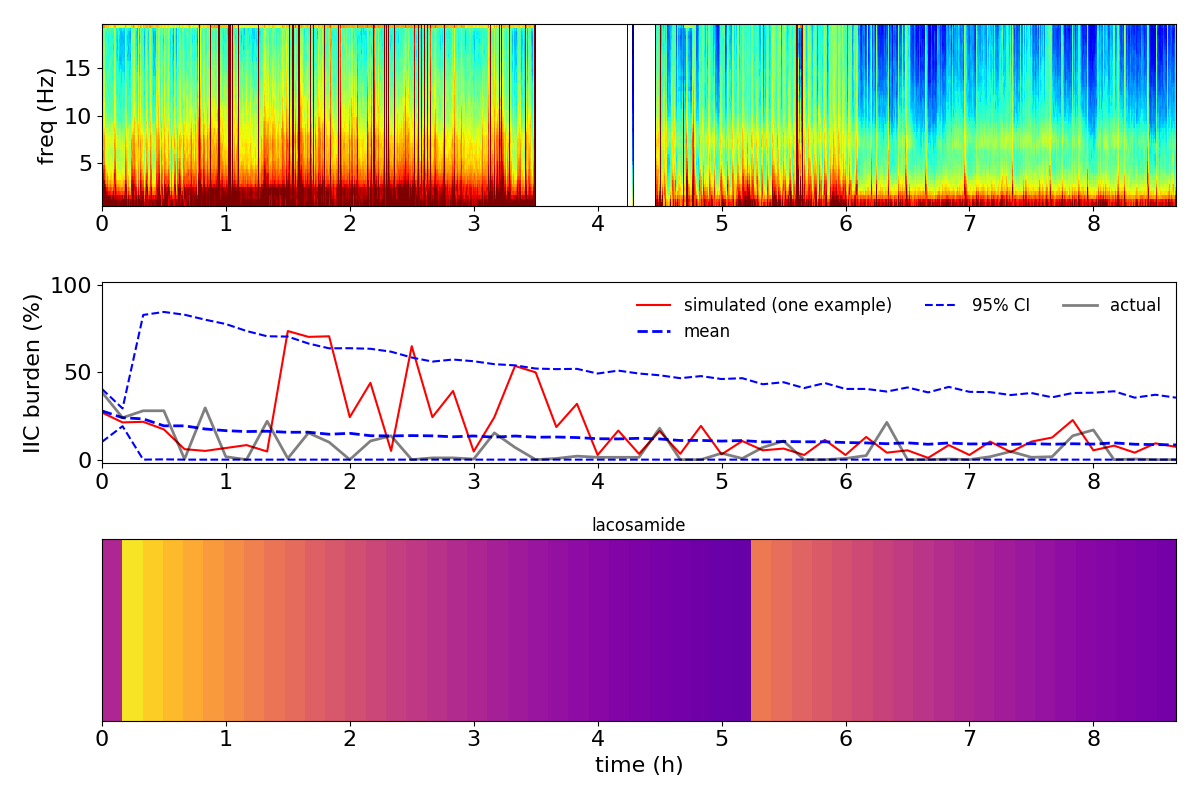 freq (Hz)
15
10
5
0 1 2 3 4 5 6 7 8
IIC burden (%)
100
50
0
simulated (one example)
mean
95% CI
actual
0 1 2 3 4 5 6 7 8
lacosamide
0 1 2 3 4 5 6 7 8
time (h)